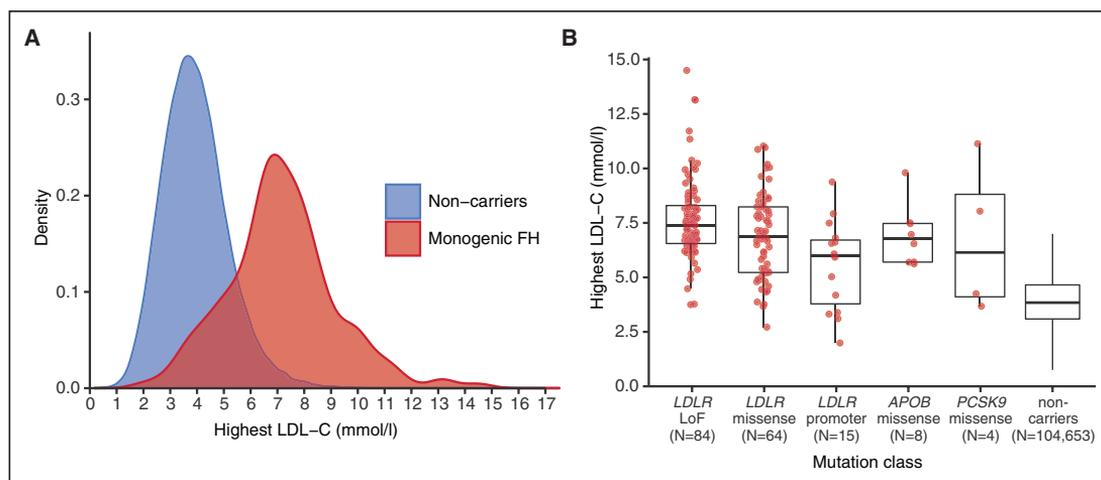 A
Density
0.3
0.2
0.1
0.0
0 1 2 3 4 5 6 7 8 9 10 11 12 13 14 15 16 17
Highest LDL−C (mmol/l)
Non−carriers
Monogenic FH
B
Highest LDL−C (mmol/l)
15.0
12.5
10.0
7.5
5.0
2.5
0.0
LDLR LDLR LDLR APOB PCSK9 non-
LoF missense promoter missense missense carriers
(N=84) (N=64) (N=15) (N=8) (N=4) (N=104,653)
Mutation class